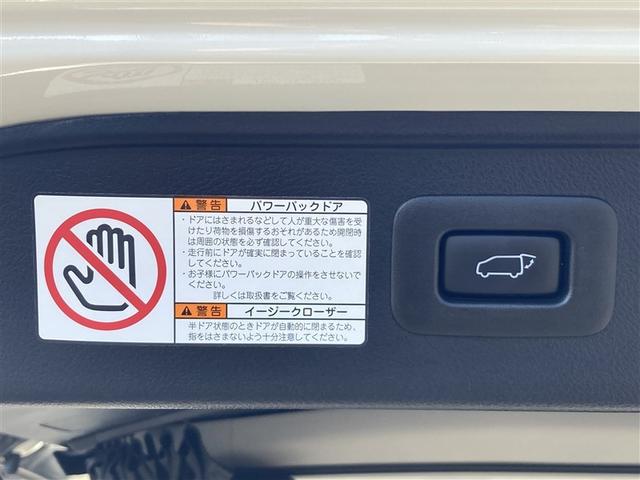 警告 パワーバックドア
・ドアにはさまれるなどして人が重大な傷害を受
けたり荷物を損傷するおそれがあるため開閉時
は周囲の状態を必ず確認してください。
・走行前にドアが確実に閉まっていることを確認
してください。
・お子様にパワーバックドアの操作をさせないで
ください。
詳しくは取扱書をご覧ください。
警告 イージークローザー
半ドア状態のときドアが自動的に閉まるため、
指をはさまないよう十分注意してください。